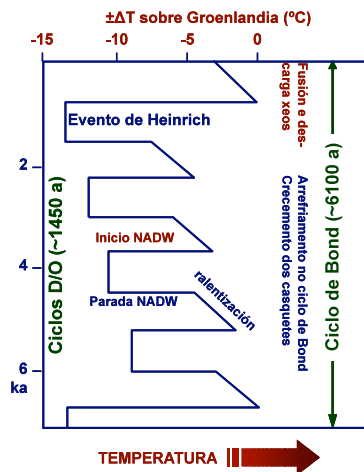 ±ΔT sobre Groenlandia (ºC)
-15 -10 -5 0
Evento de Heinrich
Fusión e des-
carga xeos
2
Inicio NADW
4
Parada NADW
ralentización
6
ka
Ciclos D/O (~1450 a)
Arrefriamento no ciclo de Bond
Crecemento dos casquetes
Ciclo de Bond (~6100 a)
TEMPERATURA